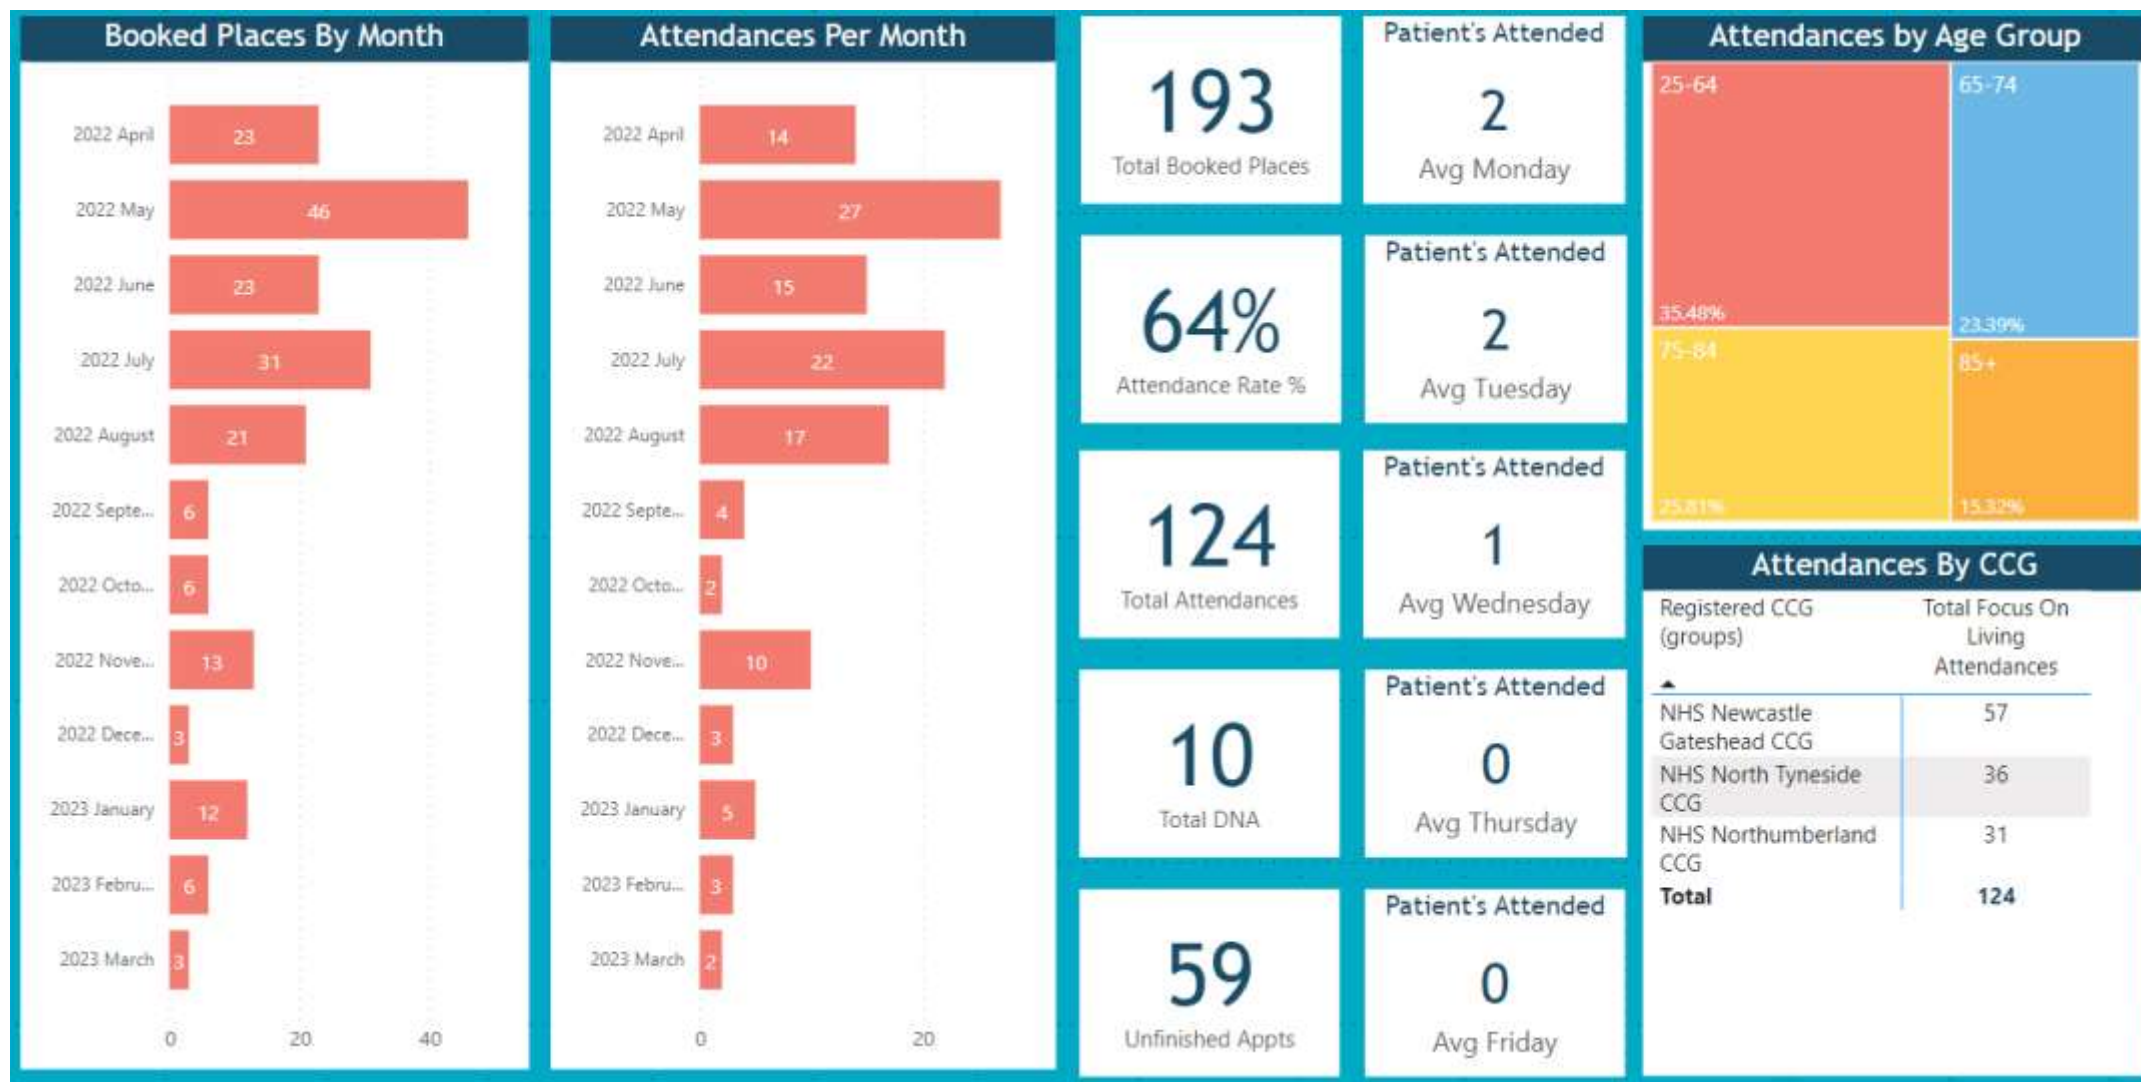 Booked Places By Month
2022 April 23
2022 May 46
2022 June 23
2022 July 31
2022 August 21
2022 Septe... 6
2022 Octo... 6
2022 Nove... 13
2022 Dece... 3
2023 January 12
2023 Febru... 6
2023 March 3
0 20 40
Attendances Per Month
2022 April 14
2022 May 27
2022 June 15
2022 July 22
2022 August 17
2022 Septe... 4
2022 Octo... 2
2022 Nove... 10
2022 Dece... 3
2023 January 5
2023 Febru... 3
2023 March 2
0 20
193
Total Booked Places
64%
Attendance Rate %
124
Total Attendances
10
Total DNA
59
Unfinished Appts
Patient's Attended
2
Avg Monday
Patient's Attended
2
Avg Tuesday
Patient's Attended
1
Avg Wednesday
Patient's Attended
0
Avg Thursday
Patient's Attended
0
Avg Friday
Attendances by Age Group
25-64
35.48%
65-74
23.39%
75-84
25.81%
85+
15.32%
Attendances By CCG
Registered CCG
(groups)
Total Focus On
Living
Attendances
NHS Newcastle 57
Gateshead CCG
NHS North Tyneside 36
CCG
NHS Northumberland 31
CCG
Total 124